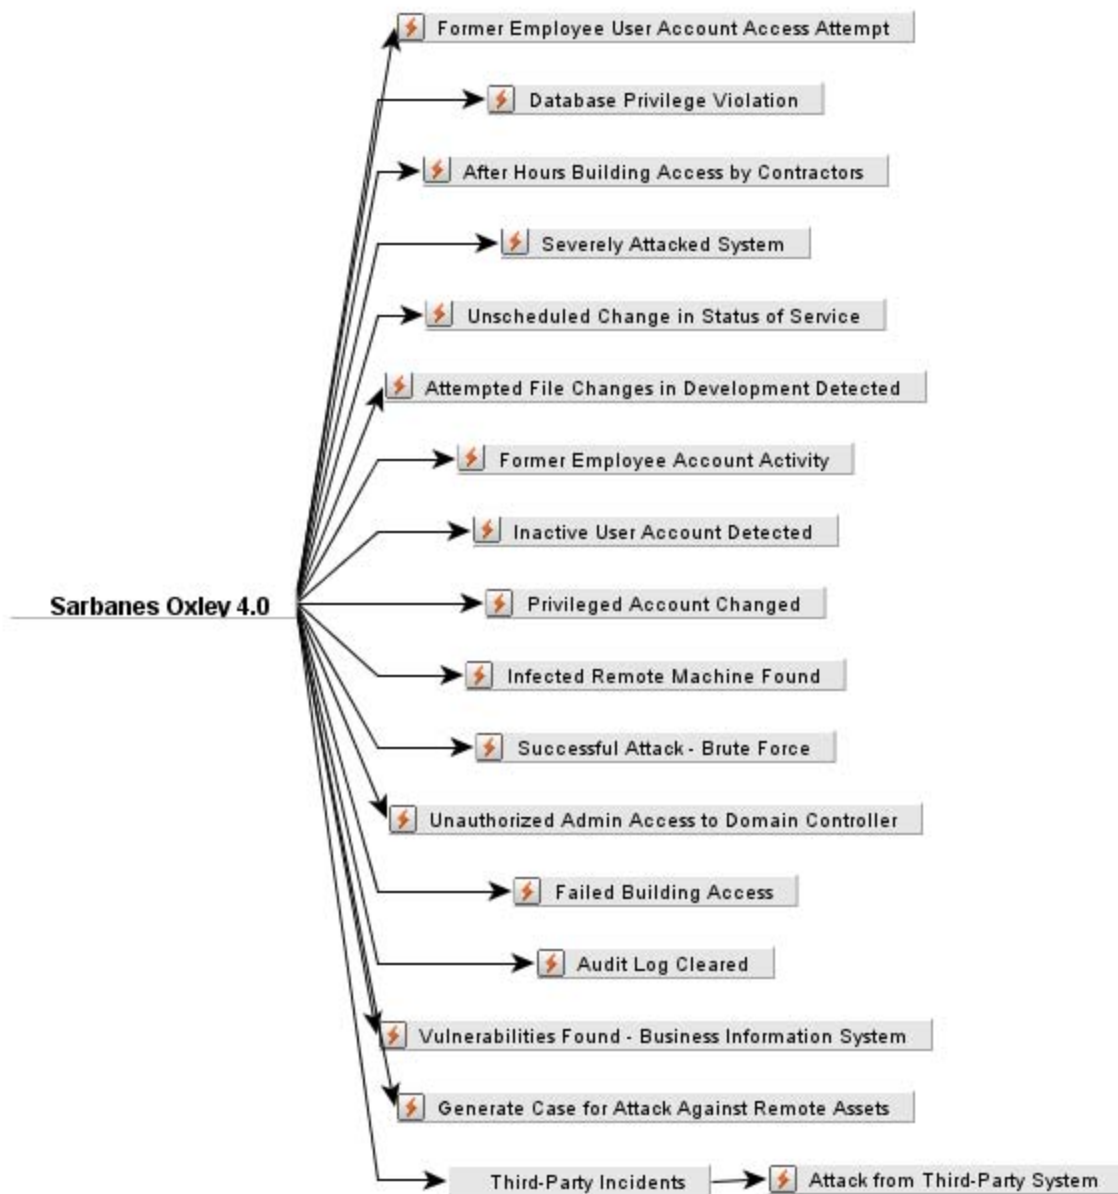 Former Employee User Account Access Attempt
Database Privilege Violation
After Hours Building Access by Contractors
Severely Attacked System
Unscheduled Change in Status of Service
Attempted File Changes in Development Detected
Former Employee Account Activity
Inactive User Account Detected
Sarbanes Oxley 4.0
Privileged Account Changed
Infected Remote Machine Found
Successful Attack - Brute Force
Unauthorized Admin Access to Domain Controller
Failed Building Access
Audit Log Cleared
Vulnerabilities Found - Business Information System
Generate Case for Attack Against Remote Assets
Third-Party Incidents
Attack from Third-Party System